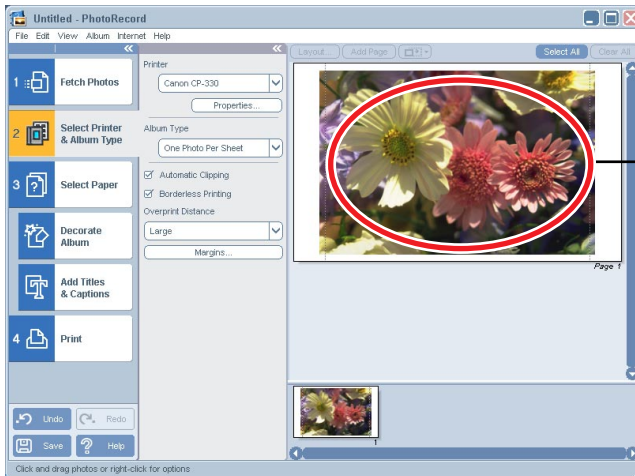 Untitled - PhotoRecord
File Edit View Album Internet Help
Layout... Add Page Select All Clear All
1 Fetch Photos
2 Select Printer & Album Type
3 Select Paper
Decorate Album
Add Titles & Captions
4 Print
Undo Redo
Save Help
Printer
Canon CP-330
Properties...
Album Type
One Photo Per Sheet
Automatic Clipping
Borderless Printing
Overprint Distance
Large
Margins...
Page 1
1
Click and drag photos or right-click for options